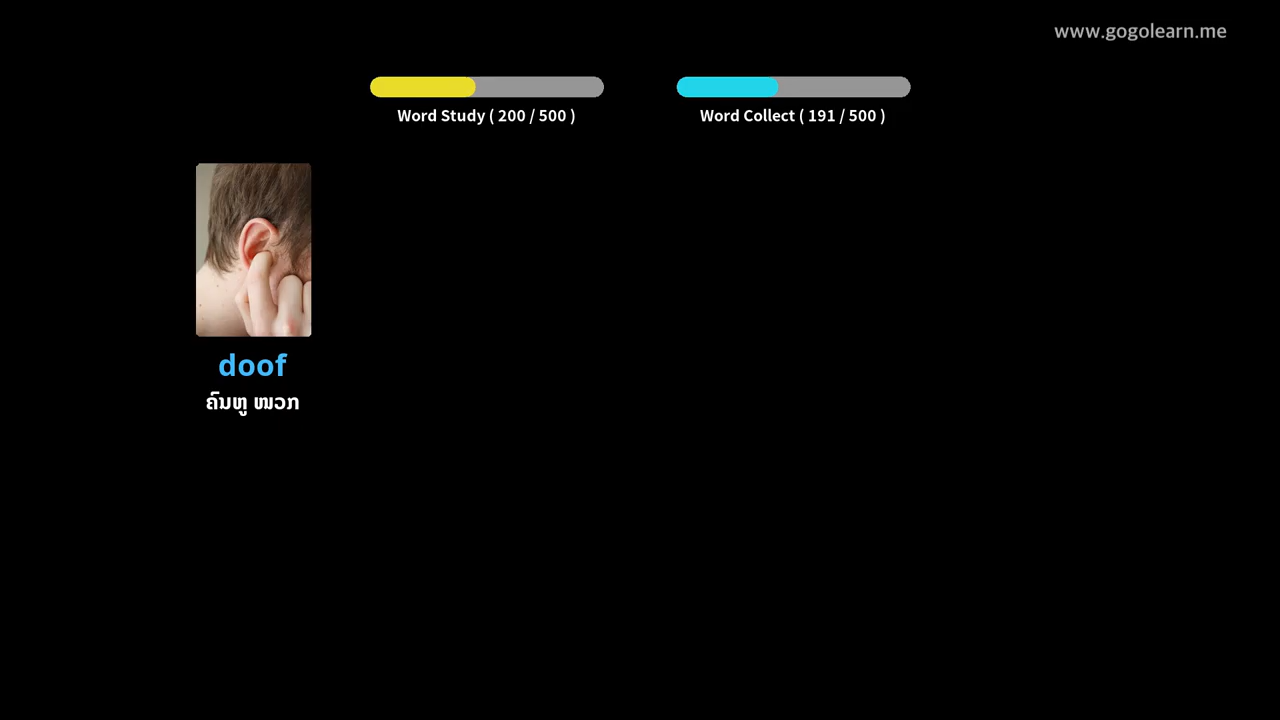 www.gogolearn.me
Word Study ( 200 / 500 )
Word Collect ( 191 / 500 )
doof
ຄົນຫູ ໜວກ